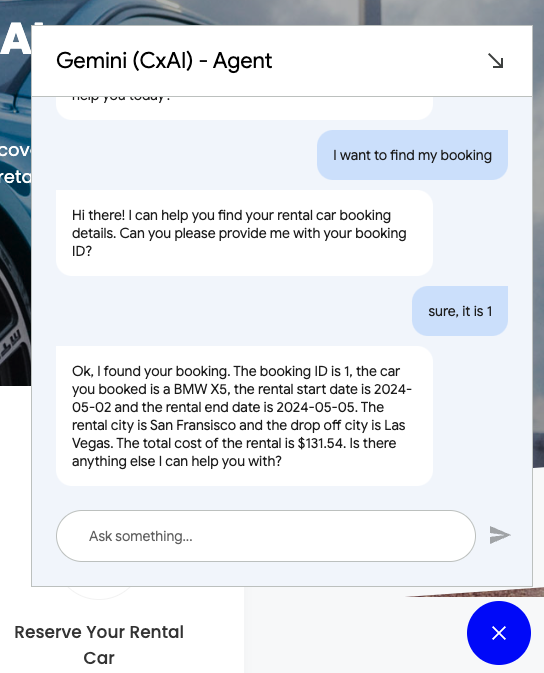 Gemini (CxAI) - Agent
help you today?
I want to find my booking
Hi there! I can help you find your rental car booking
details. Can you please provide me with your booking
ID?
sure, it is 1
Ok, I found your booking. The booking ID is 1, the car
you booked is a BMW X5, the rental start date is 2024-
05-02 and the rental end date is 2024-05-05. The
rental city is San Fransisco and the drop off city is Las
Vegas. The total cost of the rental is $131.54. Is there
anything else I can help you with?
Ask something...
Reserve Your Rental
Car